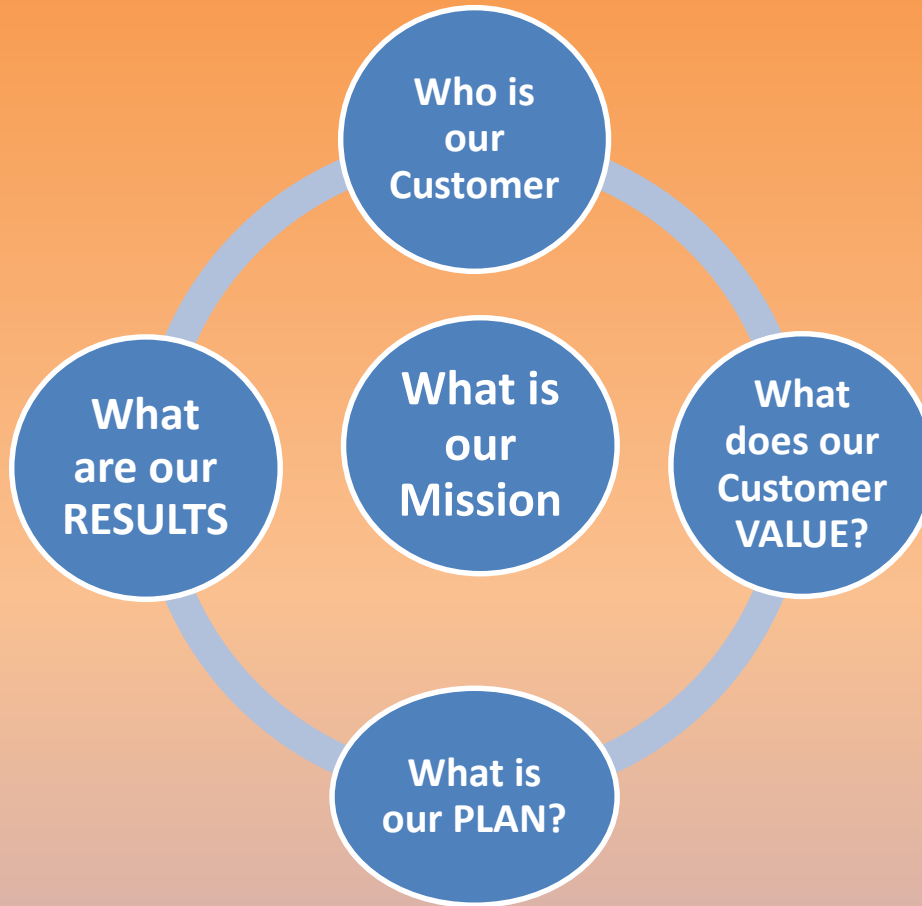 Who is
our
Customer
What is
our
Mission
What
does our
Customer
VALUE?
What is
our PLAN?
What
are our
RESULTS